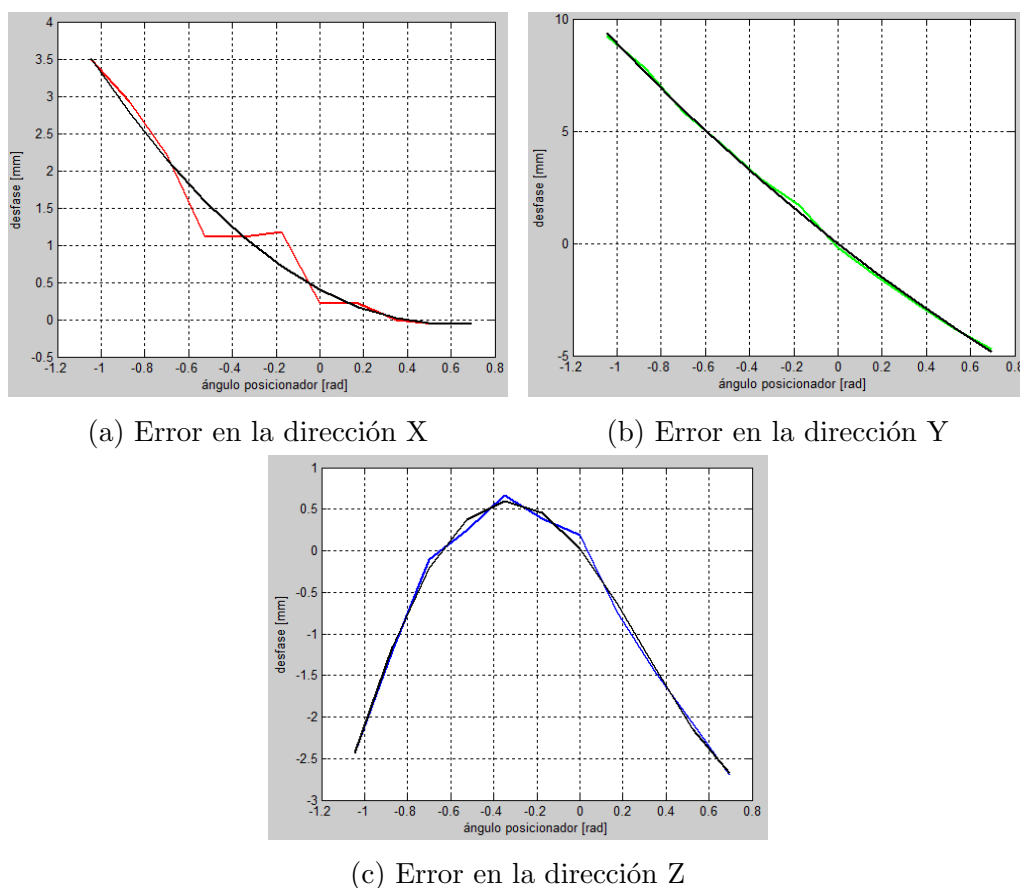 4
3.5
3
2.5
2
1.5
1
0.5
0
-0.5
desfase [mm]
-1.2 -1 -0.8 -0.6 -0.4 -0.2 0 0.2 0.4 0.6 0.8
ángulo posicionador [rad]
(a) Error en la dirección X
10
5
0
-5
desfase [mm]
-1.2 -1 -0.8 -0.6 -0.4 -0.2 0 0.2 0.4 0.6 0.8
ángulo posicionador [rad]
(b) Error en la dirección Y
1
0.5
0
-0.5
-1
-1.5
-2
-2.5
-3
desfase [mm]
-1.2 -1 -0.8 -0.6 -0.4 -0.2 0 0.2 0.4 0.6 0.8
ángulo posicionador [rad]
(c) Error en la dirección Z